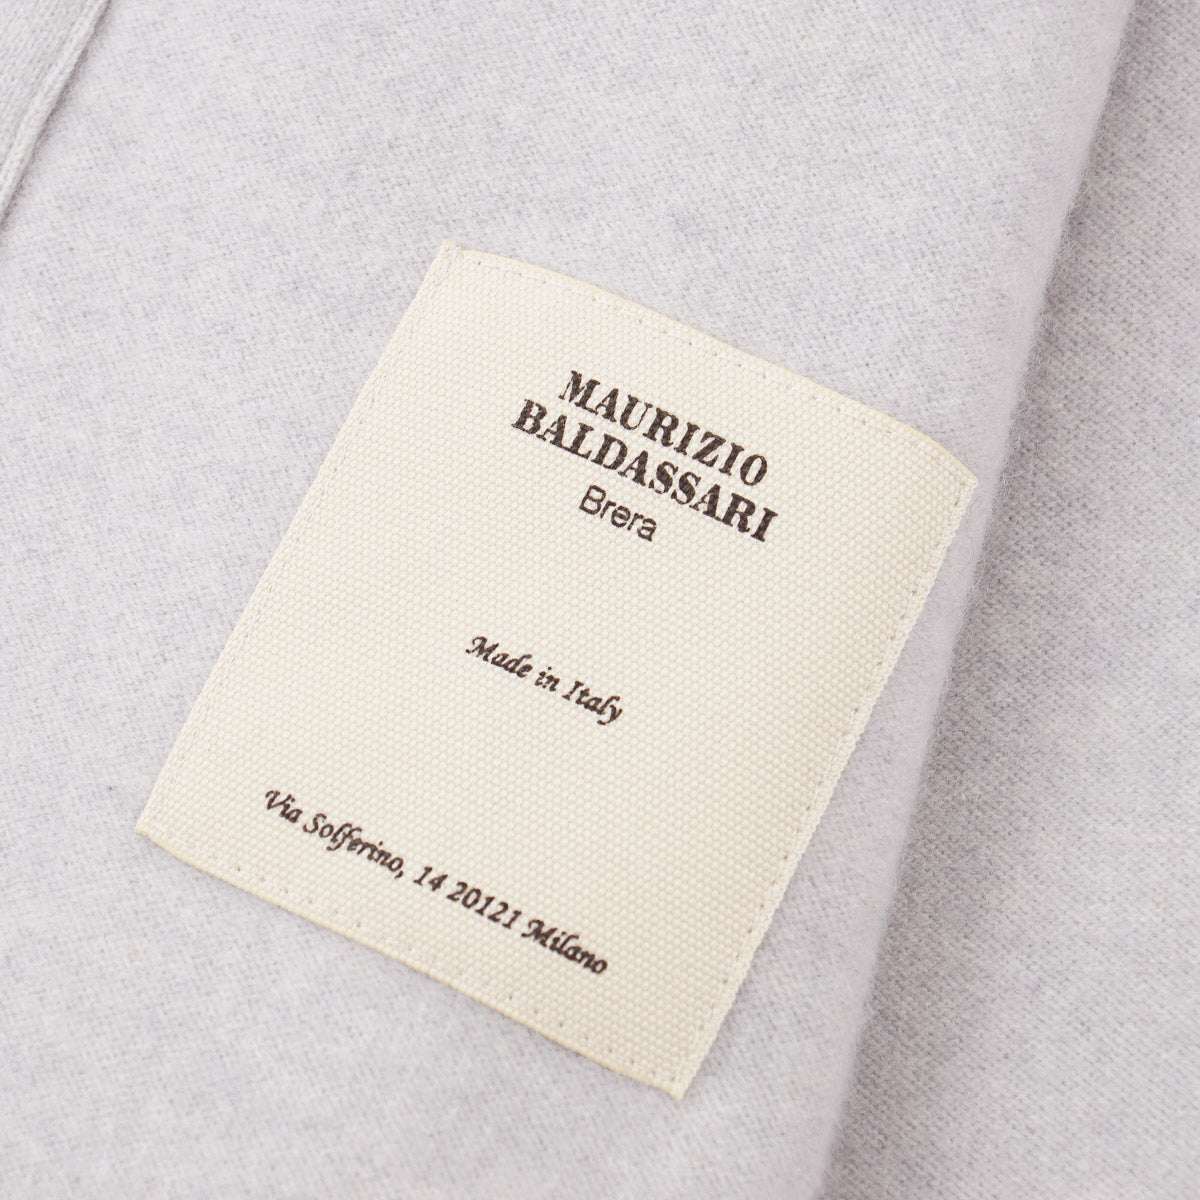 MAURIZIO
BALDASSARI
Brera
Made in Italy
Via Solferino, 14 20121 Milano